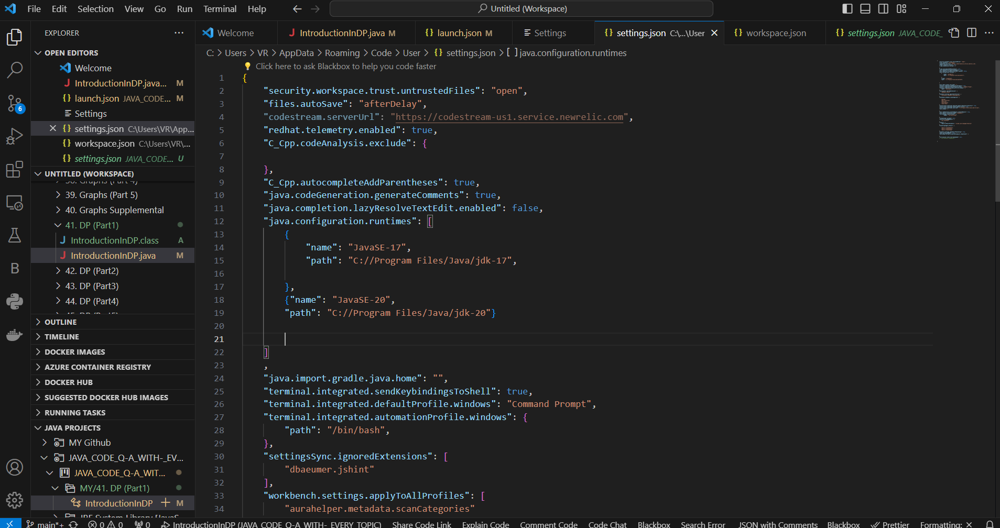 File Edit Selection View Go Run Terminal Help
Untitled (Workspace)
EXPLORER
Welcome
IntroductionInDP.java M
launch.json M
Settings
settings.json C:\...\User
workspace.json
settings.json JAVA_CODE_
OPEN EDITORS
Welcome
IntroductionInDP.java... M
launch.json JAVA_CODE... M
Settings
settings.json C:\Users\VR\App...
workspace.json C:\Users\VR\...
settings.json JAVA_CODE... U
UNTITLED (WORKSPACE)
39. Graphs (Part 5)
40. Graphs Supplemental
41. DP (Part1)
IntroductionInDP.class A
IntroductionInDP.java M
42. DP (Part2)
43. DP (Part3)
44. DP (Part4)
OUTLINE
TIMELINE
DOCKER IMAGES
AZURE CONTAINER REGISTRY
DOCKER HUB
SUGGESTED DOCKER HUB IMAGES
RUNNING TASKS
JAVA PROJECTS
MY Github
JAVA_CODE_Q-A_WITH-_EV...
JAVA_CODE_Q-A_WIT...
MY/41. DP (Part1)
IntroductionInDP + M
6
B
C: > Users > VR > AppData > Roaming > Code > User > {} settings.json > [ ] java.configuration.runtimes
Click here to ask Blackbox to help you code faster
1 {
2 "security.workspace.trust.untrustedFiles": "open",
3 "files.autoSave": "afterDelay",
4 "codestream.serverUrl": "https://codestream-us1.service.newrelic.com",
5 "redhat.telemetry.enabled": true,
6 "C_Cpp.codeAnalysis.exclude": {
7
8 },
9 "C_Cpp.autocompleteAddParentheses": true,
10 "java.codeGeneration.generateComments": true,
11 "java.completion.lazyResolveTextEdit.enabled": false,
12 "java.configuration.runtimes": [
13 {
14 "name": "JavaSE-17",
15 "path": "C://Program Files/Java/jdk-17",
16
17 },
18 {"name": "JavaSE-20",
19 "path": "C://Program Files/Java/jdk-20"}
20
21
22 ]
23 ,
24 "java.import.gradle.java.home": "",
25 "terminal.integrated.sendKeybindingsToShell": true,
26 "terminal.integrated.defaultProfile.windows": "Command Prompt",
27 "terminal.integrated.automationProfile.windows": {
28 "path": "/bin/bash",
29 },
30 "settingsSync.ignoredExtensions": [
31 "dbaeumer.jshint"
32 ],
33 "workbench.settings.applyToAllProfiles": [
34 "aurahelper.metadata.scanCategories"
main*+ 0 0 0 IntroductionInDP (JAVA_CODE_Q-A_WITH-_EVERY_TOPIC) Share Code Link Explain Code Comment Code Code Chat Blackbox Search Error JSON with Comments Blackbox Prettier Formatting: ×